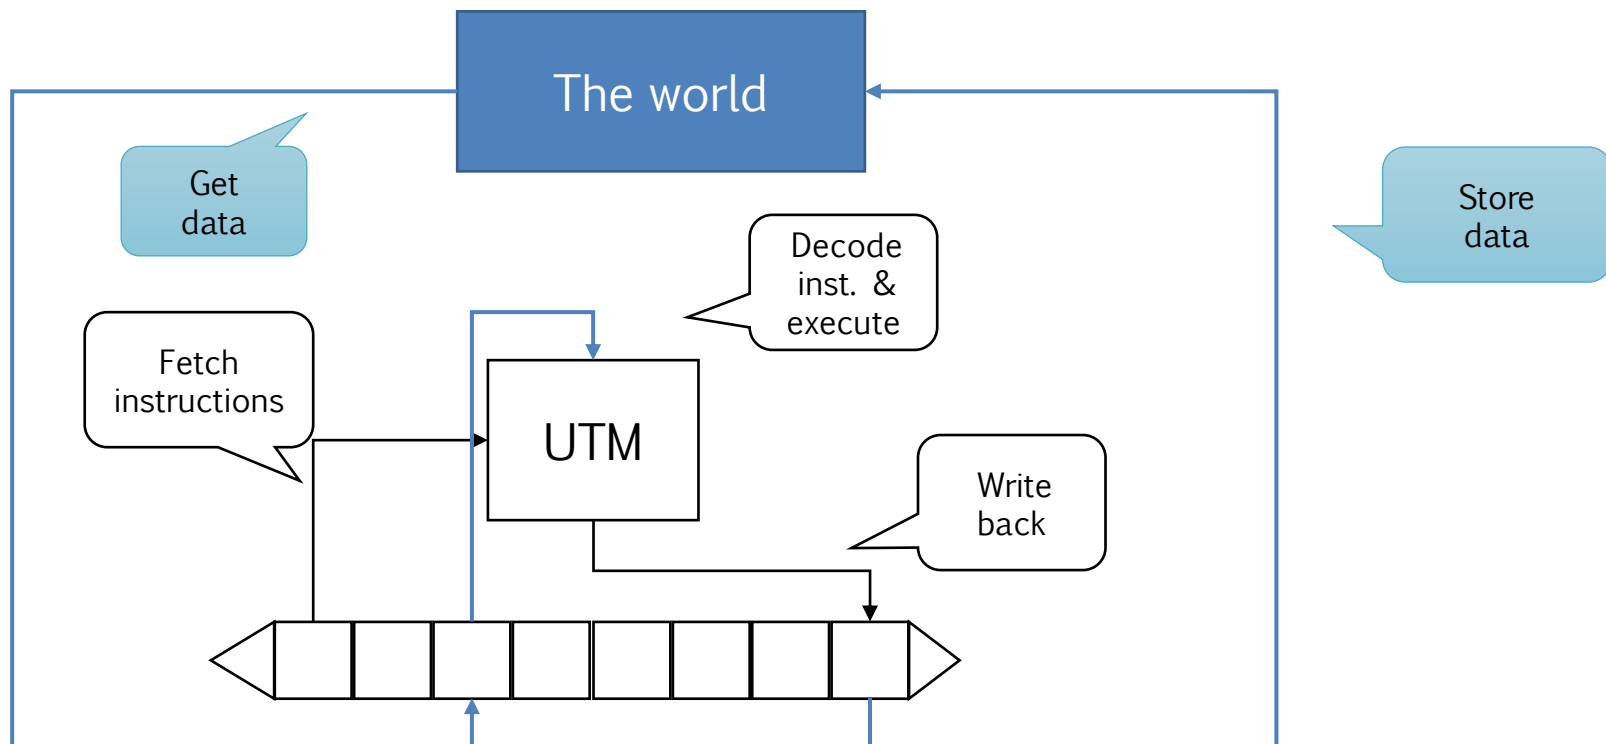 The world
Get
data
Store
data
Decode
inst. &
execute
Fetch
instructions
UTM
Write
back